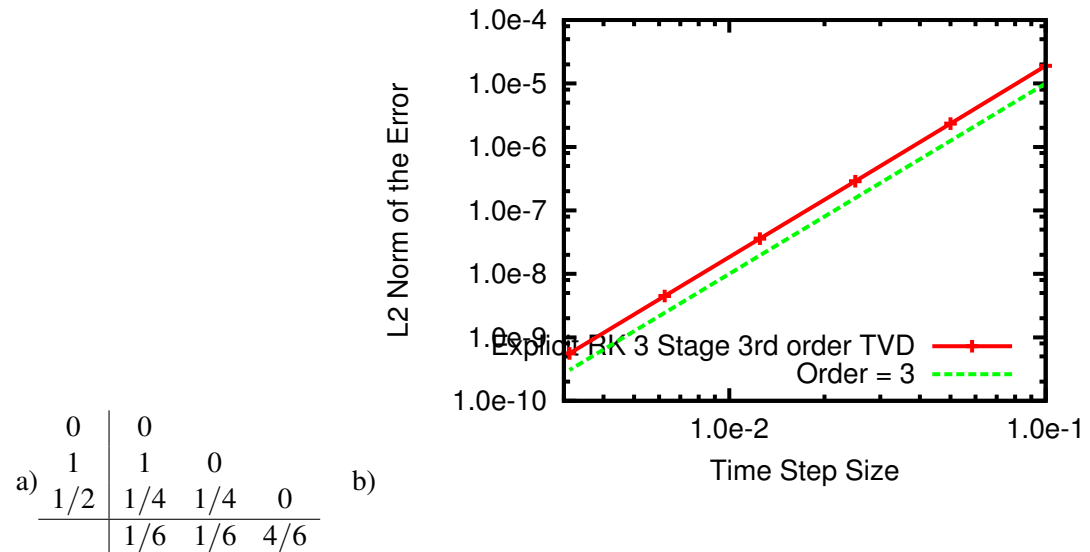 a)
0 0
1 1 0
1/2 1/4 1/4 0
1/6 1/6 4/6
b)
L2 Norm of the Error
1.0e-4
1.0e-5
1.0e-6
1.0e-7
1.0e-8
1.0e-9
1.0e-10
Explicit RK 3 Stage 3rd order TVD
Order = 3
1.0e-2 1.0e-1
Time Step Size